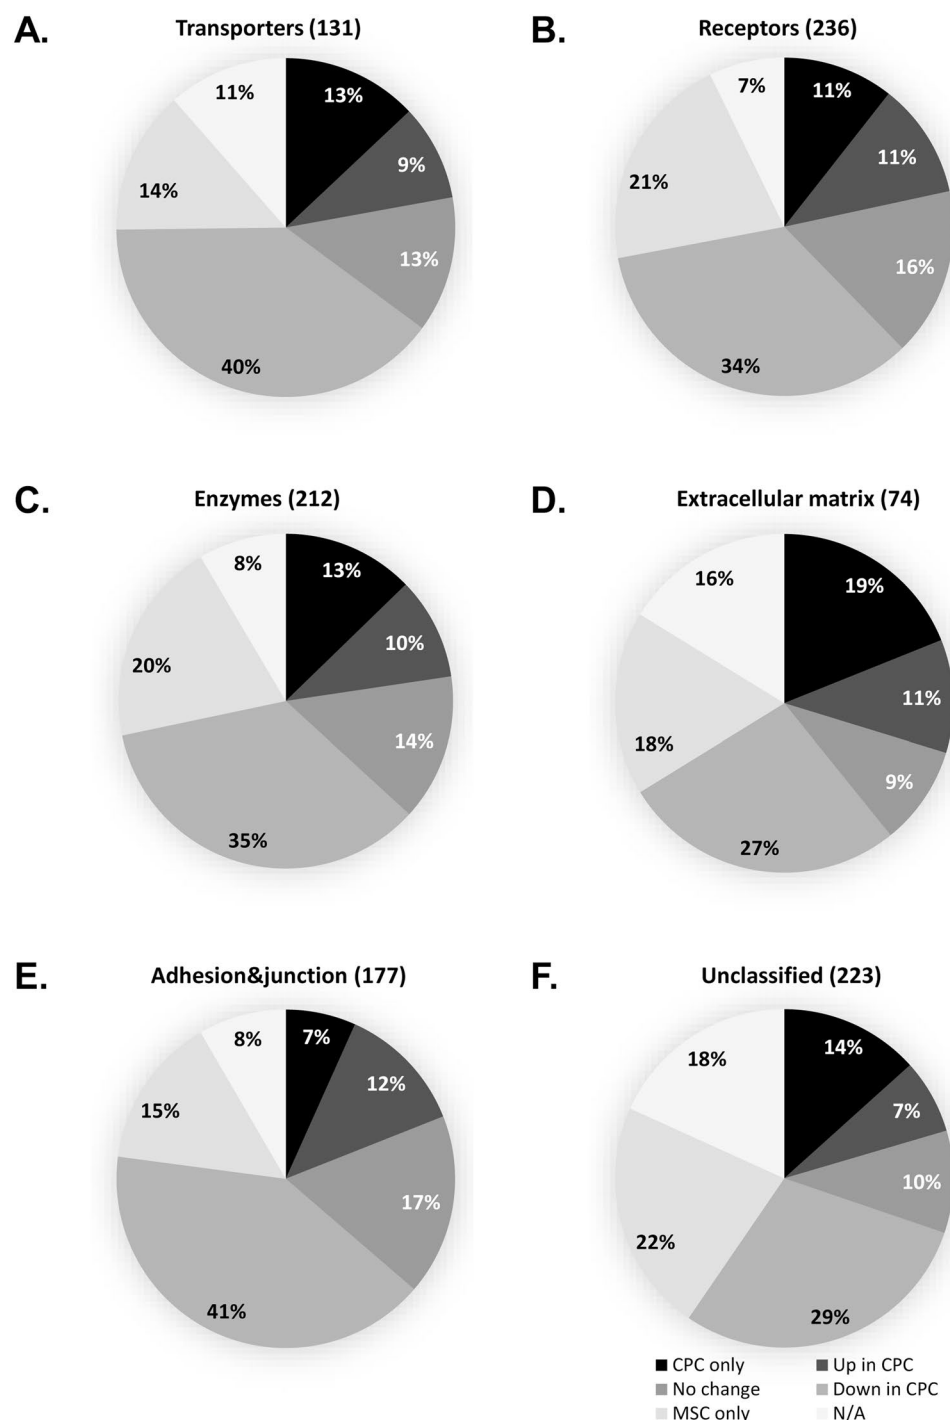 A.
Transporters (131)
11%
13%
9%
14%
13%
40%
B.
Receptors (236)
7%
11%
11%
21%
16%
34%
C.
Enzymes (212)
8%
13%
10%
20%
14%
35%
D.
Extracellular matrix (74)
16%
19%
11%
18%
9%
27%
E.
Adhesion&junction (177)
8%
7%
12%
15%
17%
41%
F.
Unclassified (223)
18%
14%
7%
10%
22%
29%
CPC only
Up in CPC
No change
Down in CPC
MSC only
N/A